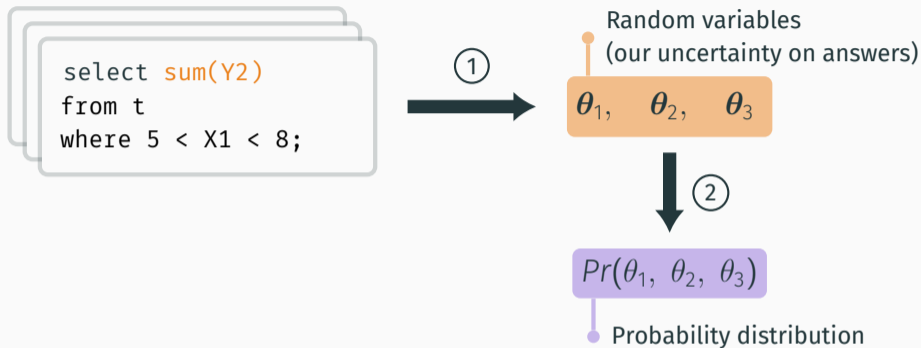 select sum(Y2)
from t
where 5 < X1 < 8;
①
Random variables
(our uncertainty on answers)
θ₁, θ₂, θ₃
②
Pr(θ₁, θ₂, θ₃)
Probability distribution